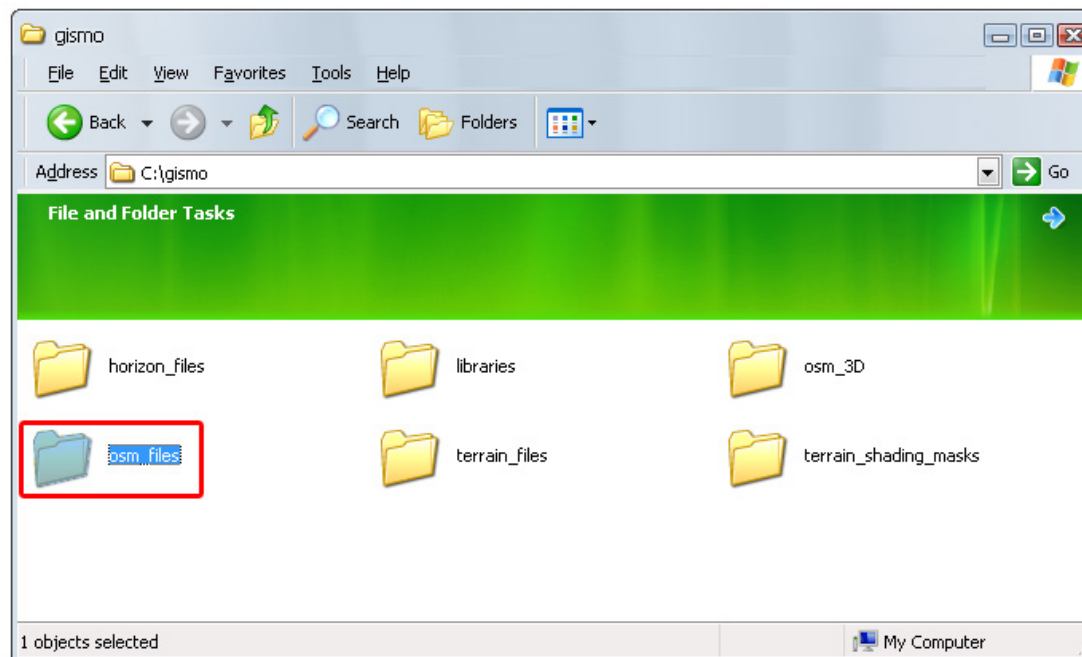 gismo
File Edit View Favorites Tools Help
Back Search Folders
Address C:\gismo Go
File and Folder Tasks
horizon_files libraries osm_3D
osm_files terrain_files terrain_shading_masks
1 objects selected My Computer